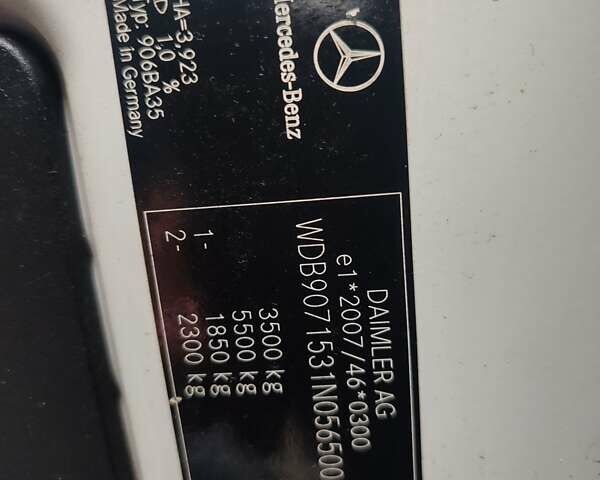 Mercedes-Benz
HA=3,923
D 1,0 %
Typ: 906BA35
Made in Germany
DAIMLER AG
e1*2007/46*0300
WDB9071531N056500
3500 kg
5500 kg
1- 1850 kg
2- 2300 kg